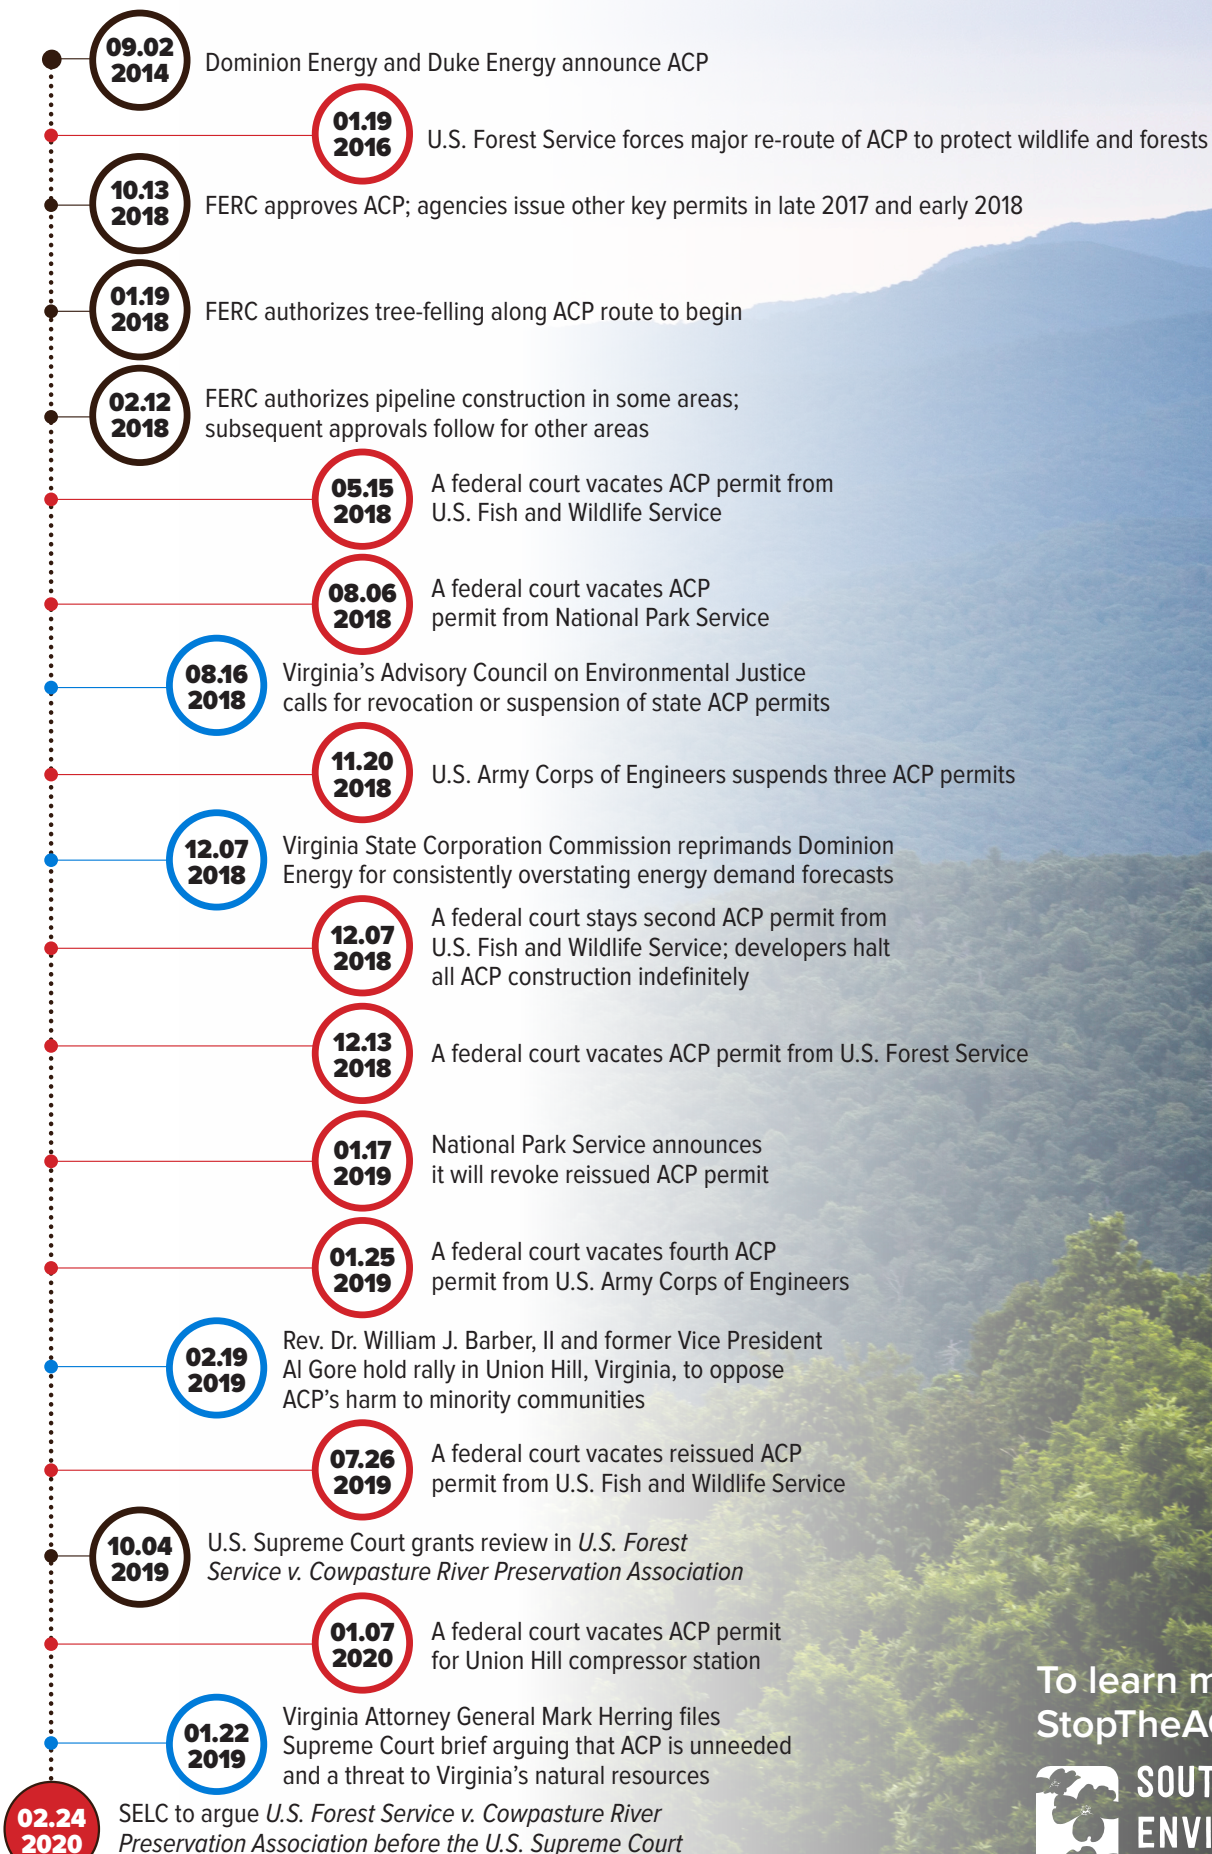 09.02
2014
Dominion Energy and Duke Energy announce ACP
01.19
2016
U.S. Forest Service forces major re-route of ACP to protect wildlife and forests
10.13
2018
FERC approves ACP; agencies issue other key permits in late 2017 and early 2018
01.19
2018
FERC authorizes tree-felling along ACP route to begin
02.12
2018
FERC authorizes pipeline construction in some areas;
subsequent approvals follow for other areas
05.15
2018
A federal court vacates ACP permit from
U.S. Fish and Wildlife Service
08.06
2018
A federal court vacates ACP
permit from National Park Service
08.16
2018
Virginia’s Advisory Council on Environmental Justice
calls for revocation or suspension of state ACP permits
11.20
2018
U.S. Army Corps of Engineers suspends three ACP permits
12.07
2018
Virginia State Corporation Commission reprimands Dominion
Energy for consistently overstating energy demand forecasts
12.07
2018
A federal court stays second ACP permit from
U.S. Fish and Wildlife Service; developers halt
all ACP construction indefinitely
12.13
2018
A federal court vacates ACP permit from U.S. Forest Service
01.17
2019
National Park Service announces
it will revoke reissued ACP permit
01.25
2019
A federal court vacates fourth ACP
permit from U.S. Army Corps of Engineers
02.19
2019
Rev. Dr. William J. Barber, II and former Vice President
Al Gore hold rally in Union Hill, Virginia, to oppose
ACP’s harm to minority communities
07.26
2019
A federal court vacates reissued ACP
permit from U.S. Fish and Wildlife Service
10.04
2019
U.S. Supreme Court grants review in U.S. Forest
Service v. Cowpasture River Preservation Association
01.07
2020
A federal court vacates ACP permit
for Union Hill compressor station
01.22
2019
Virginia Attorney General Mark Herring files
Supreme Court brief arguing that ACP is unneeded
and a threat to Virginia’s natural resources
02.24
2020
SELC to argue U.S. Forest Service v. Cowpasture River
Preservation Association before the U.S. Supreme Court
To learn m
StopTheA
SOUT
ENVI